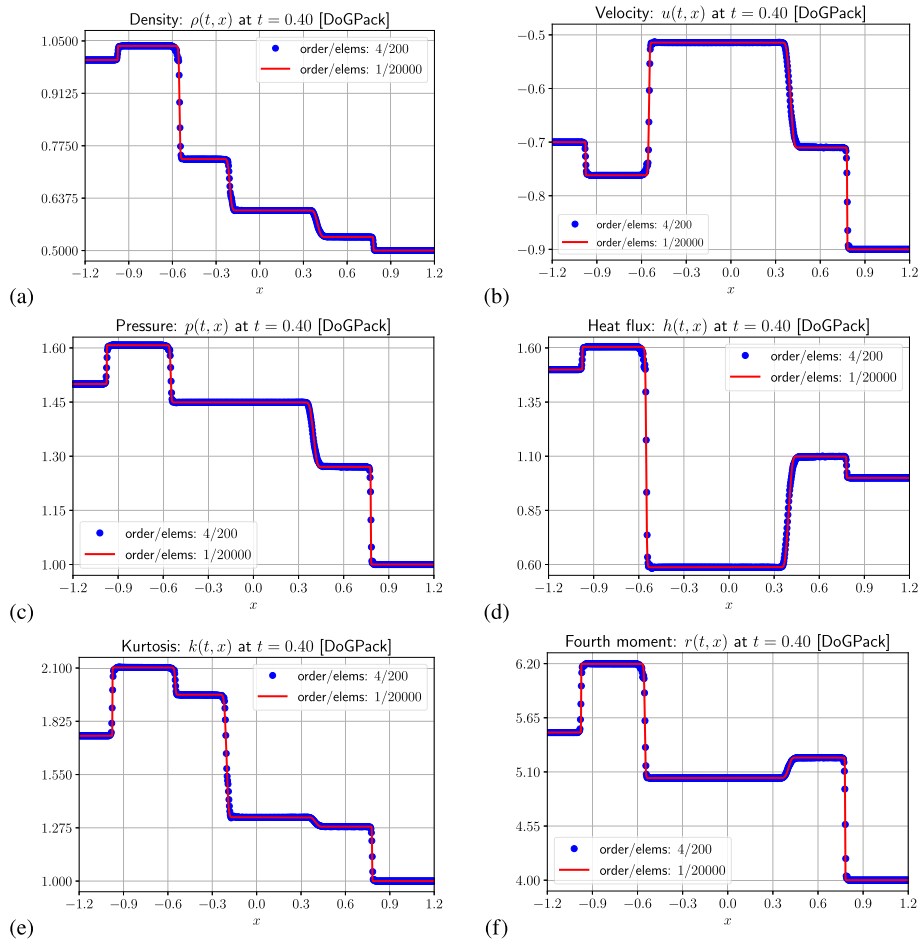 Density: ρ(t, x) at t = 0.40 [DoGPack]
1.0500
0.9125
0.7750
0.6375
0.5000
order/elems: 4/200
order/elems: 1/20000
−1.2 −0.9 −0.6 −0.3 0.0 0.3 0.6 0.9 1.2
x
(a)
Velocity: u(t, x) at t = 0.40 [DoGPack]
−0.5
−0.6
−0.7
−0.8
−0.9
order/elems: 4/200
order/elems: 1/20000
−1.2 −0.9 −0.6 −0.3 0.0 0.3 0.6 0.9 1.2
x
(b)
Pressure: p(t, x) at t = 0.40 [DoGPack]
1.60
1.45
1.30
1.15
1.00
order/elems: 4/200
order/elems: 1/20000
−1.2 −0.9 −0.6 −0.3 0.0 0.3 0.6 0.9 1.2
x
(c)
Heat flux: h(t, x) at t = 0.40 [DoGPack]
1.60
1.35
1.10
0.85
0.60
order/elems: 4/200
order/elems: 1/20000
−1.2 −0.9 −0.6 −0.3 0.0 0.3 0.6 0.9 1.2
x
(d)
Kurtosis: k(t, x) at t = 0.40 [DoGPack]
2.100
1.825
1.550
1.275
1.000
order/elems: 4/200
order/elems: 1/20000
−1.2 −0.9 −0.6 −0.3 0.0 0.3 0.6 0.9 1.2
x
(e)
Fourth moment: r(t, x) at t = 0.40 [DoGPack]
6.20
5.65
5.10
4.55
4.00
order/elems: 4/200
order/elems: 1/20000
−1.2 −0.9 −0.6 −0.3 0.0 0.3 0.6 0.9 1.2
x
(f)